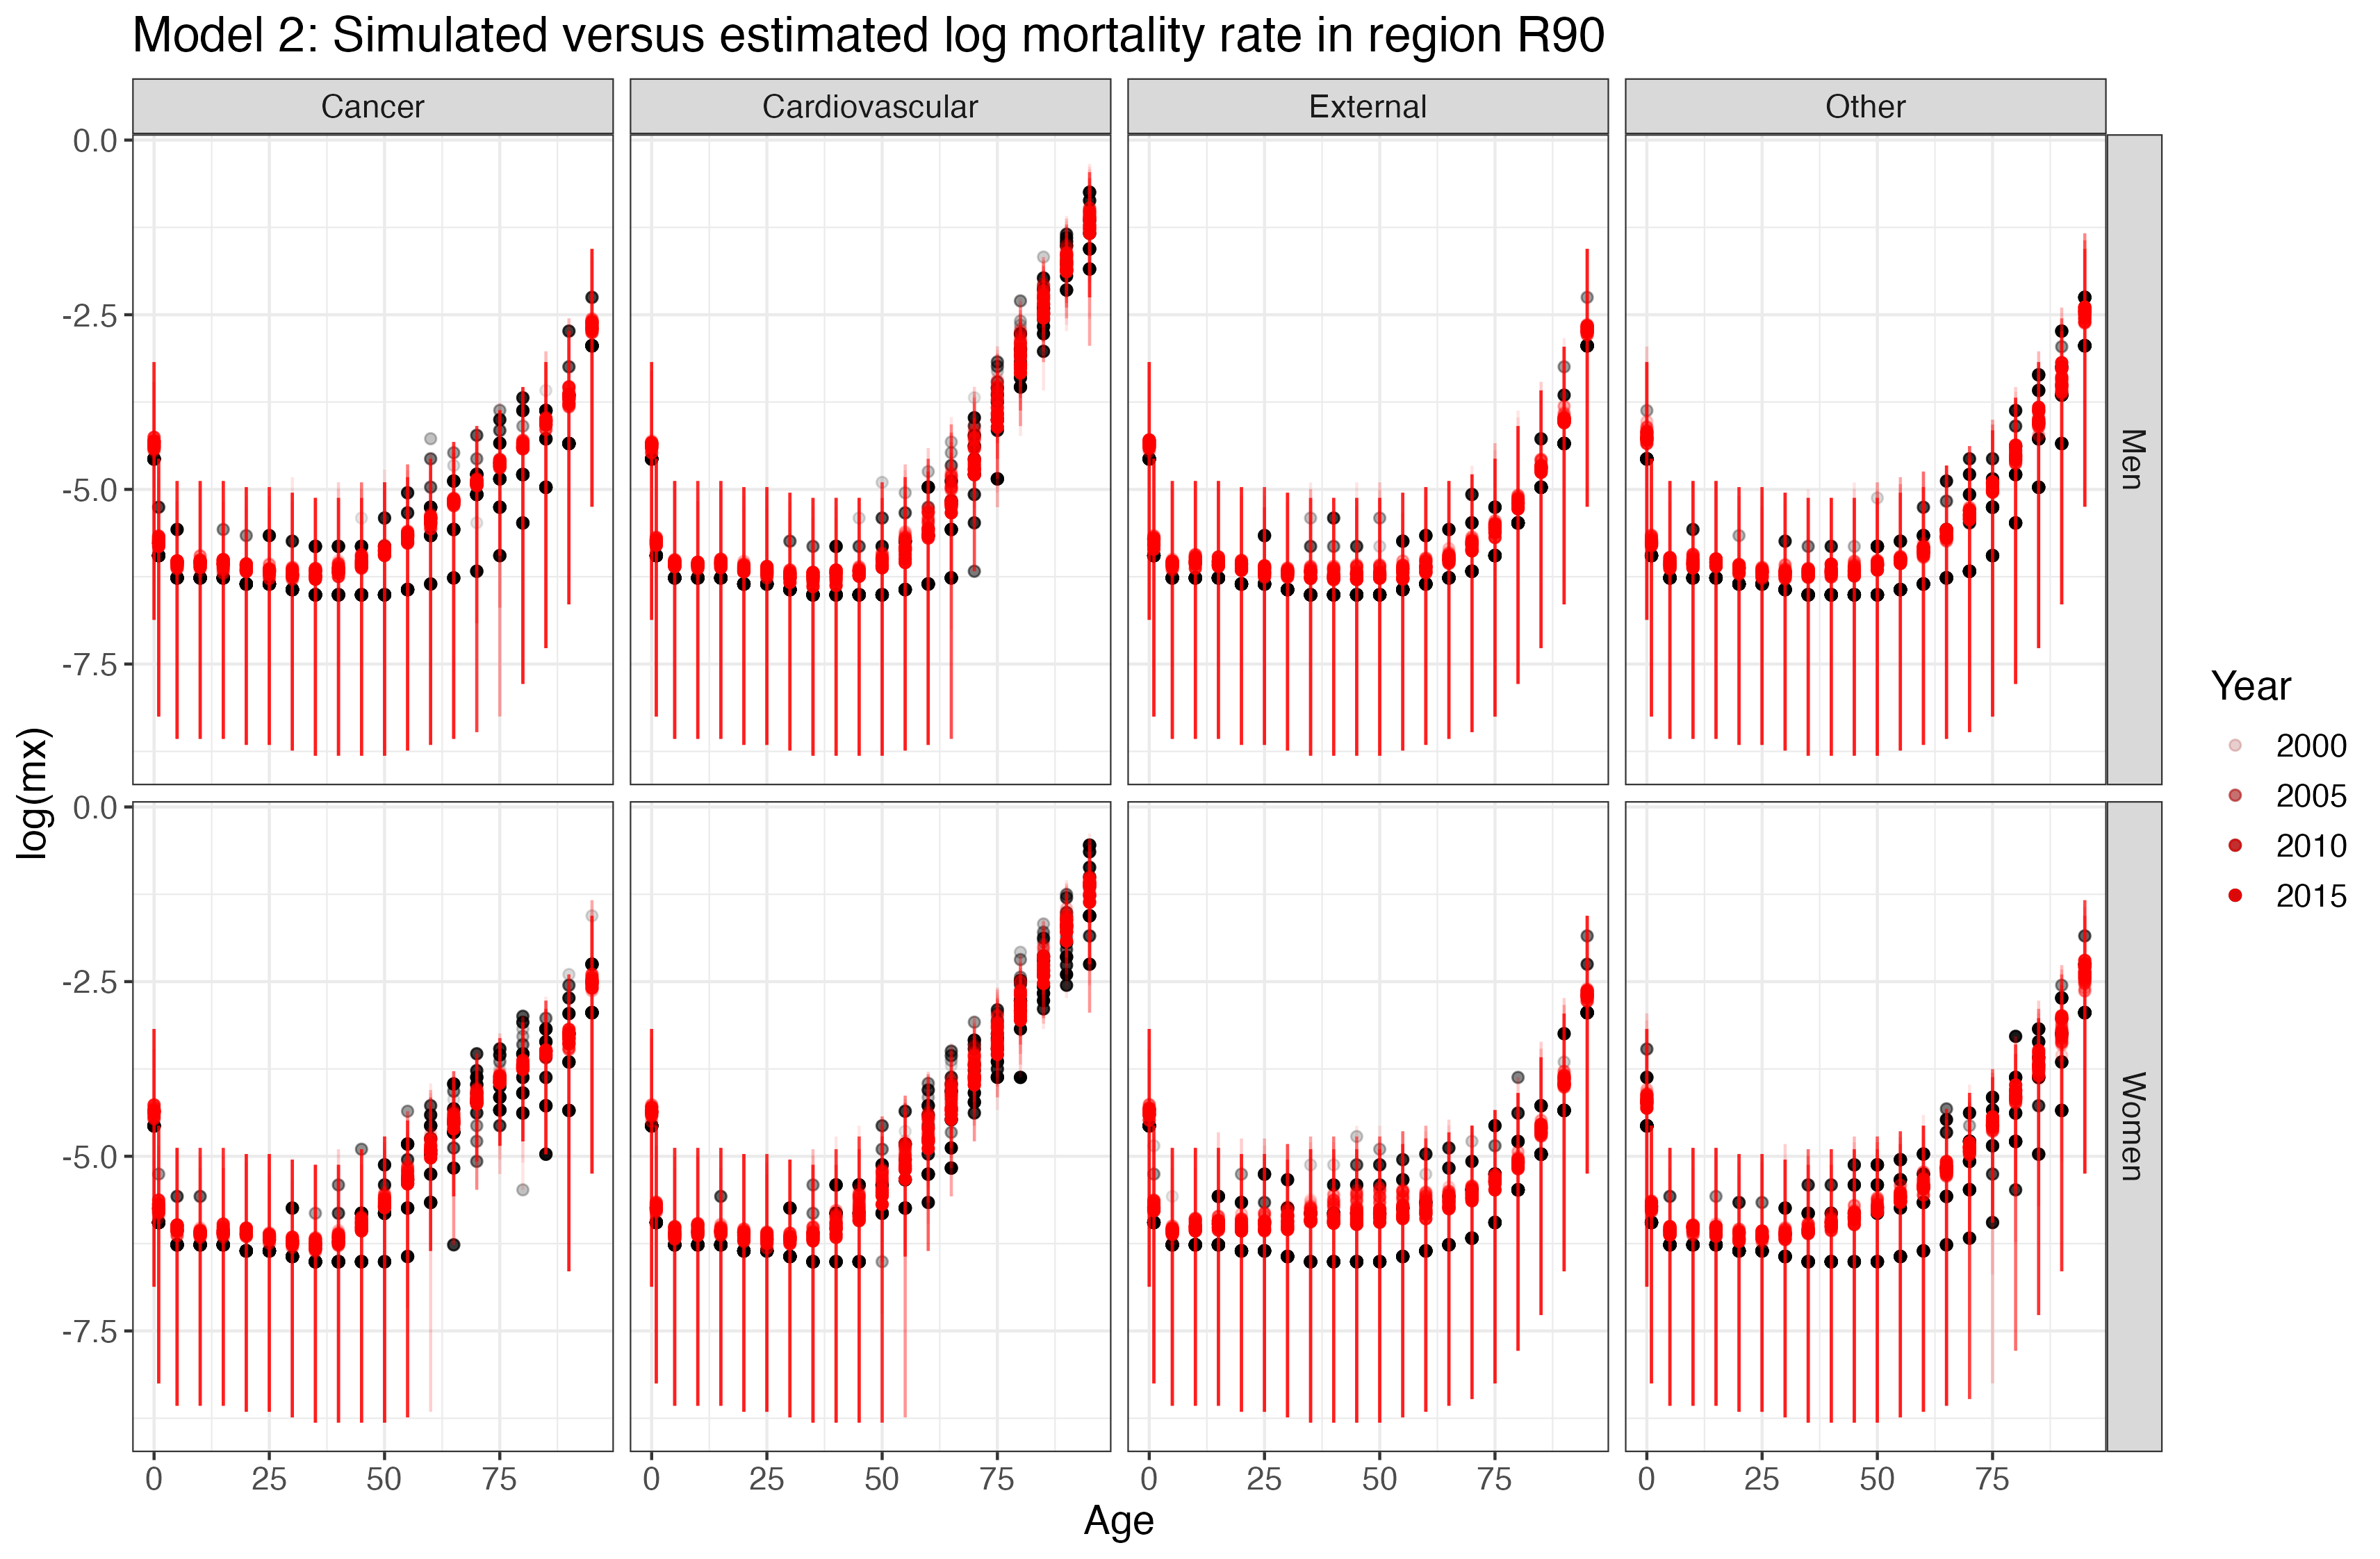 Model 2: Simulated versus estimated log mortality rate in region R90
Cancer
Cardiovascular
External
Other
0.0
-2.5
-5.0
-7.5
Men
0.0
-2.5
-5.0
-7.5
Women
log(mx)
0
25
50
75
0
25
50
75
0
25
50
75
0
25
50
75
Age
Year
2000
2005
2010
2015